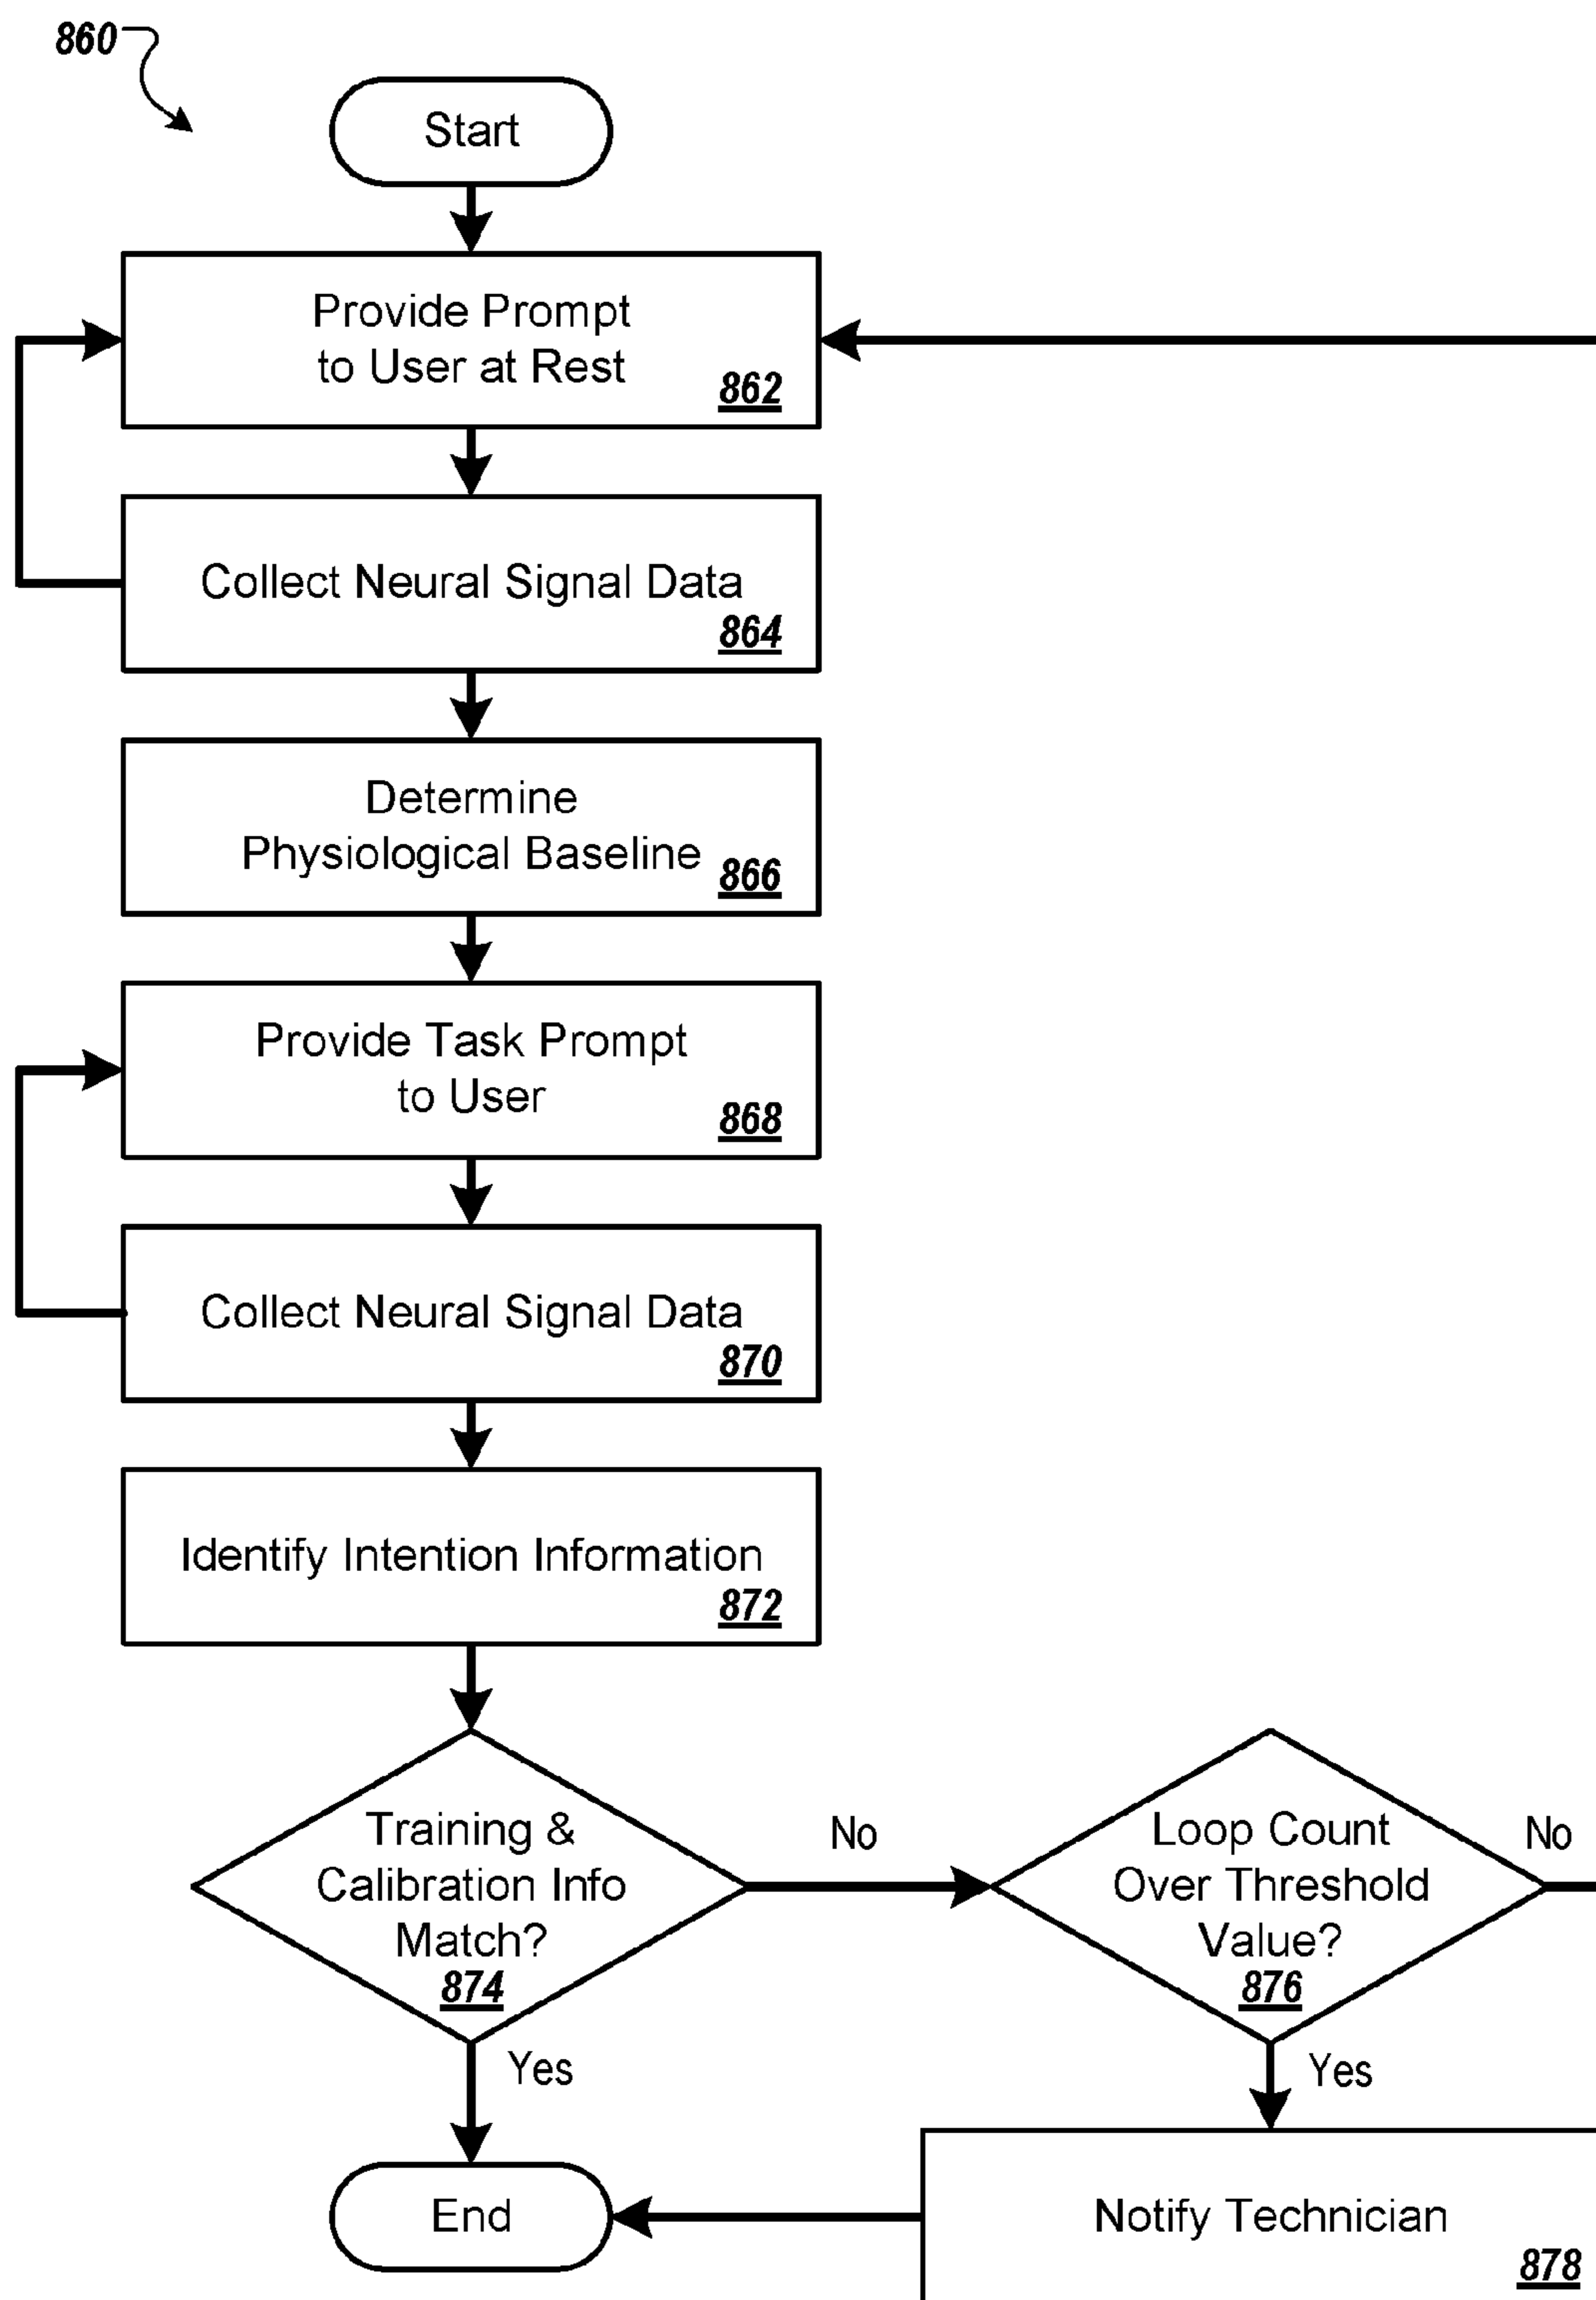 860
Start
Provide Prompt
to User at Rest
862
Collect Neural Signal Data
864
Determine
Physiological Baseline
866
Provide Task Prompt
to User
868
Collect Neural Signal Data
870
Identify Intention Information
872
Training &
Calibration Info
Match?
874
No
Loop Count
Over Threshold
Value?
876
No
Yes
Yes
End
Notify Technician
878